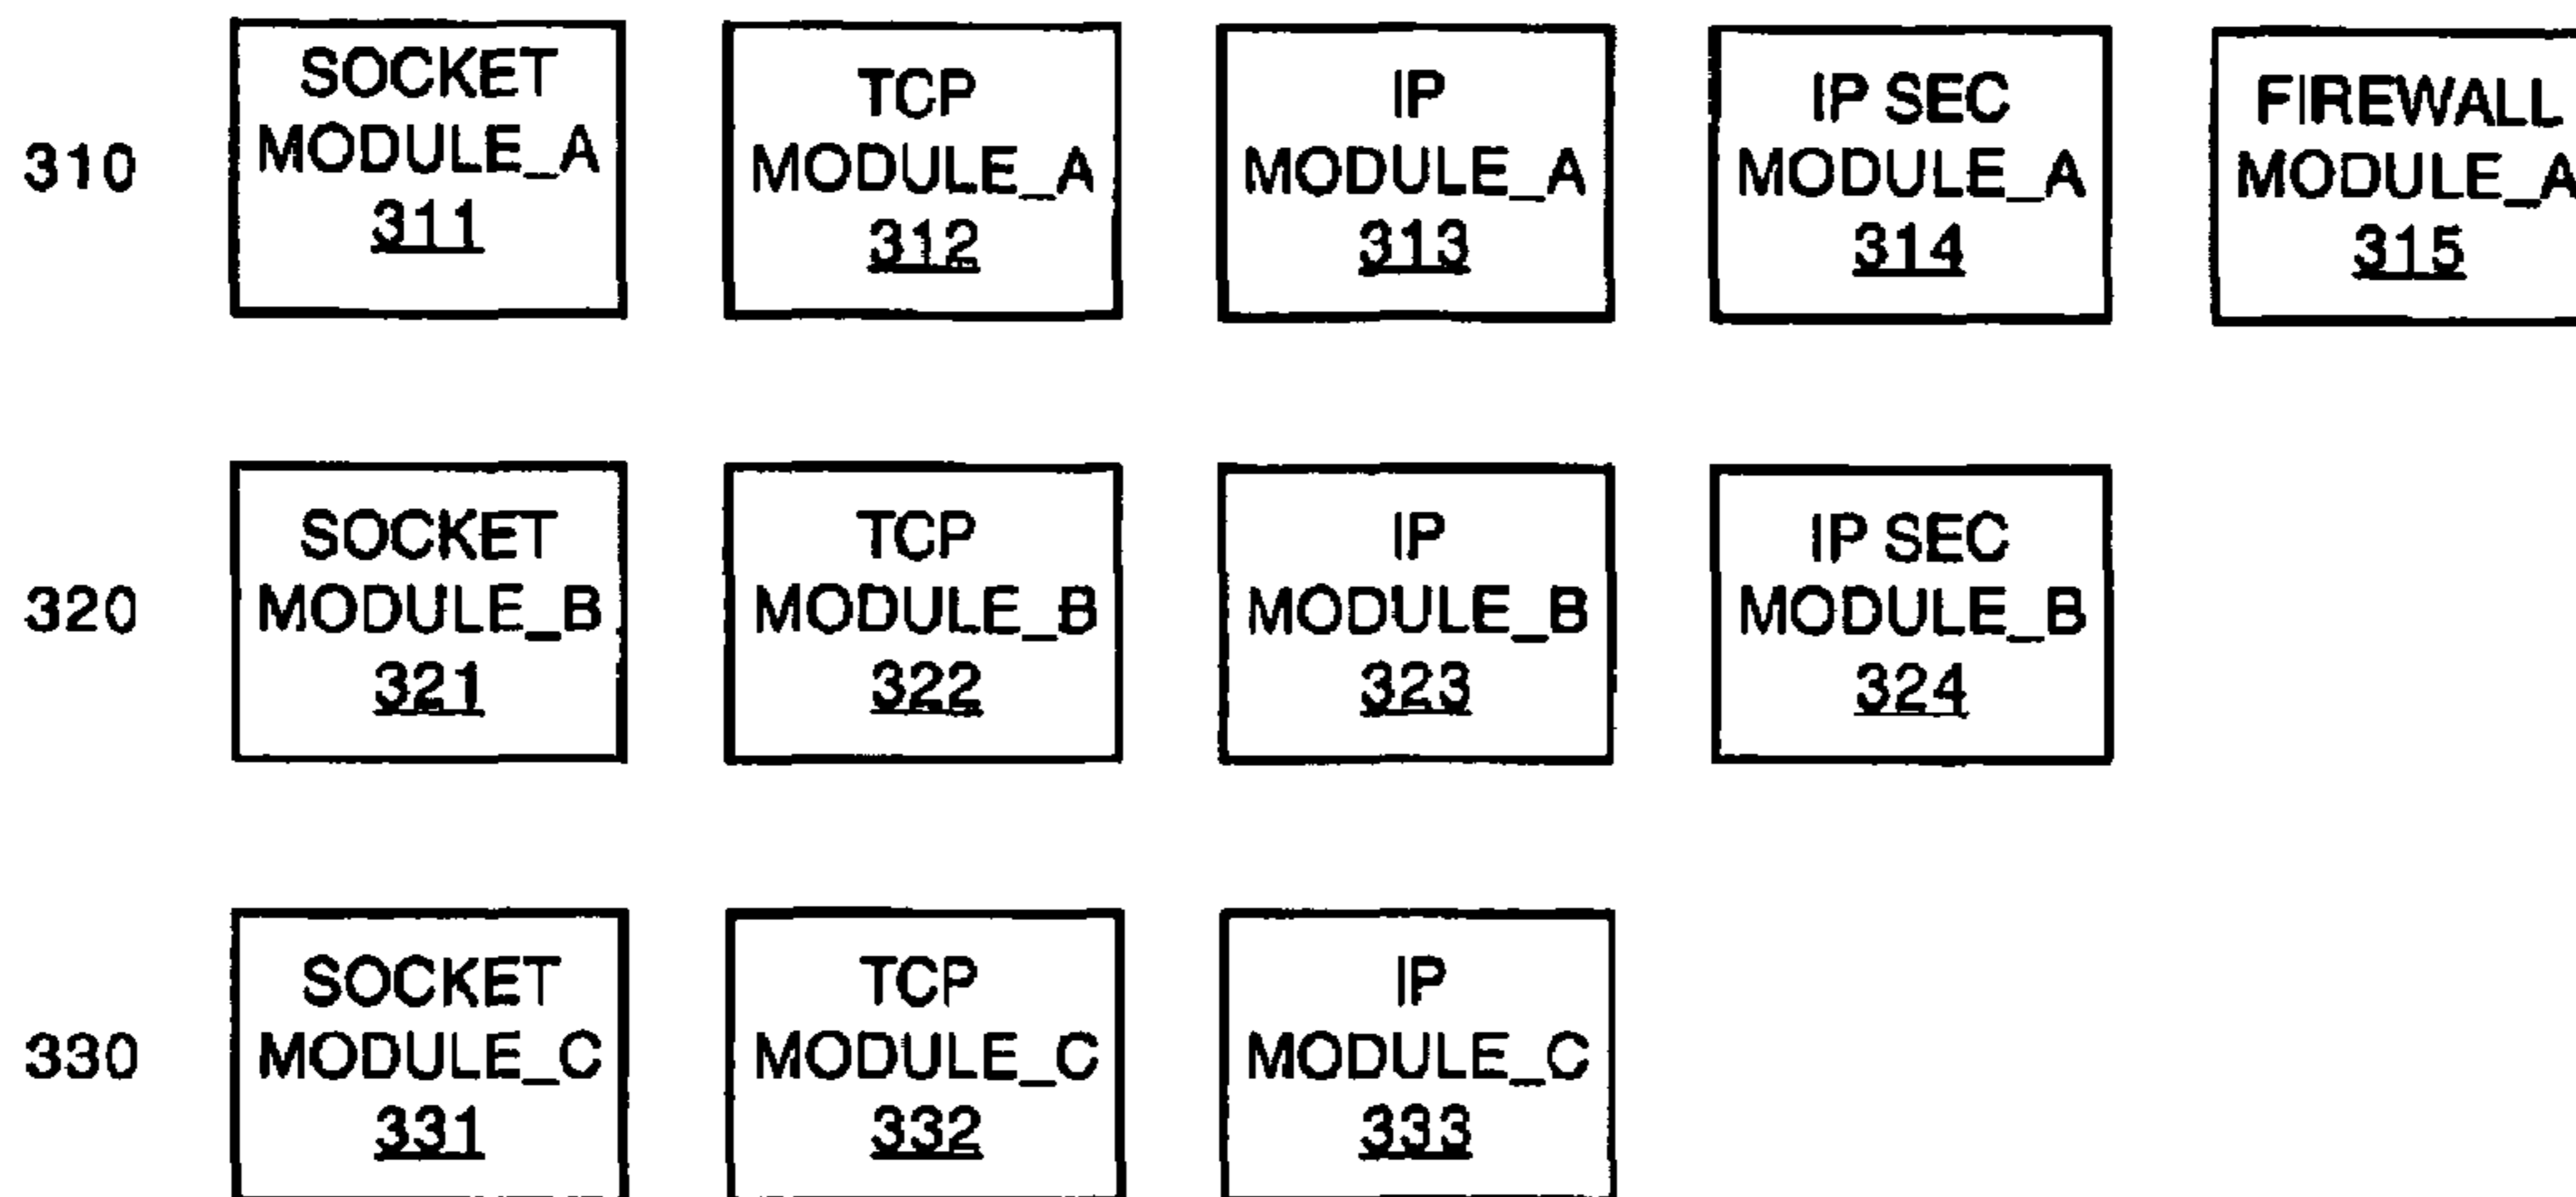 310
SOCKET
MODULE_A
311
TCP
MODULE_A
312
IP
MODULE_A
313
IP SEC
MODULE_A
314
FIREWALL
MODULE_A
315
320
SOCKET
MODULE_B
321
TCP
MODULE_B
322
IP
MODULE_B
323
IP SEC
MODULE_B
324
330
SOCKET
MODULE_C
331
TCP
MODULE_C
332
IP
MODULE_C
333